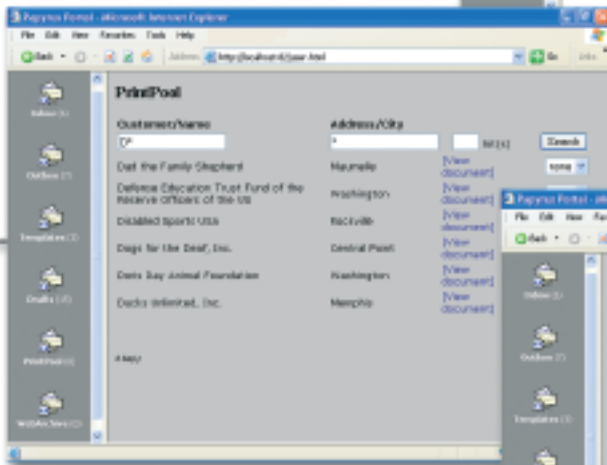 Papyrus Portal - Microsoft Internet Explorer
File Edit View Favorites Tools Help
Back
Address
Go
Links
PrintPool
Customer/Name
Address/City
D*
*
Search
Dad the Family Shepherd
Maumelle
[View document]
none
Defense Education Trust Fund of the
Reserve Officers of the US
Washington
[View document]
Disabled Sports USA
Rockville
[View document]
Dogs for the Deaf, Inc.
Central Point
[View document]
Doris Day Animal Foundation
Washington
[View document]
Ducks Unlimited, Inc.
Memphis
[View document]
Inbox
Outbox
Templates
Drafts
PrintPool
WebArchive
Papyrus Portal
File Edit View
Back
Inbox
Outbox
Templates